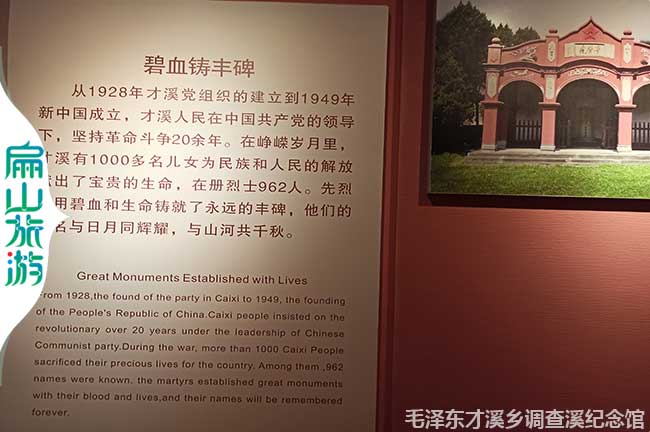 碧血铸丰碑
从1928年才溪党组织的建立到1949年
新中国成立，才溪人民在中国共产党的领导
下，坚持革命斗争20余年。在峥嵘岁月里，
才溪有1000多名儿女为民族和人民的解放
出了宝贵的生命，在册烈士962人。先烈
用碧血和生命铸就了永远的丰碑，他们的
名与日月同辉耀，与山河共千秋。
Great Monuments Established with Lives
From 1928,the found of the party in Caixi to 1949, the founding
of the People's Republic of China.Caixi people insisted on the
revolutionary over 20 years under the leadership of Chinese
Communist party.During the war, more than 1000 Caixi People
sacrificed their precious lives for the country. Among them ,962
names were known. the martyrs established great monuments
with their blood and lives,and their names will be remembered
forever.
扁山旅游
毛泽东才溪乡调查溪纪念馆